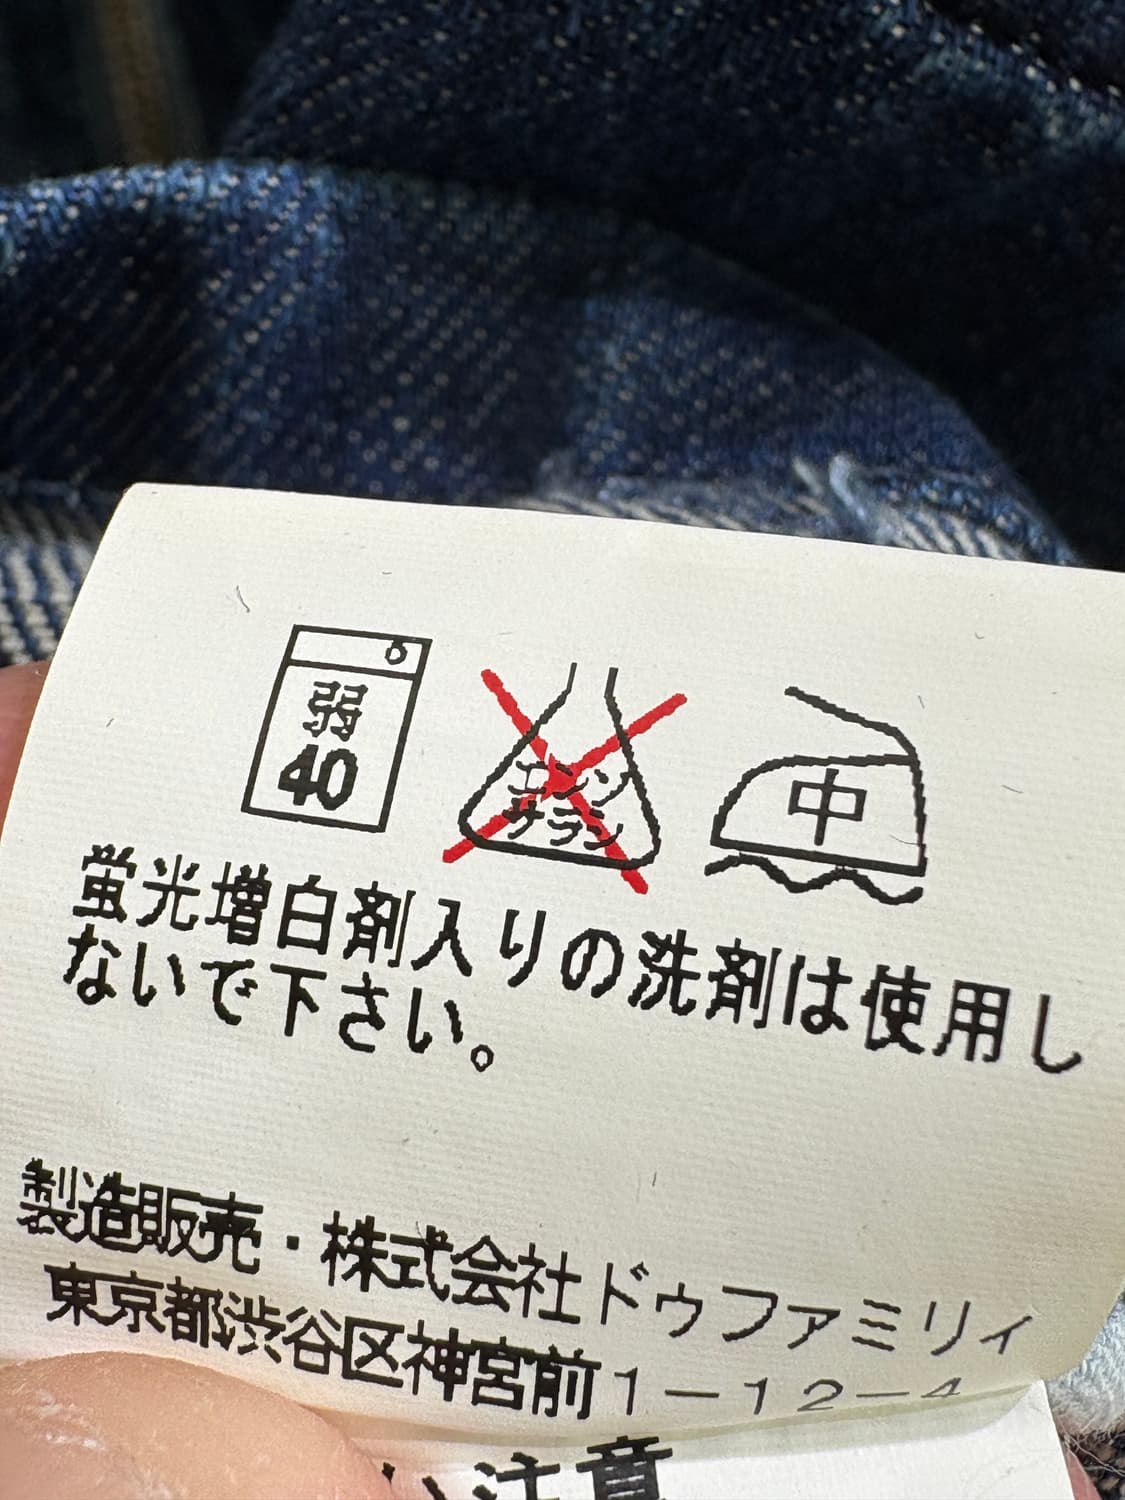 弱
40
エンソ
サラシ
中
蛍光増白剤入りの洗剤は使用し
ないで下さい。
製造販売・株式会社ドゥファミリィ
東京都渋谷区神宮前1-12-4
注意